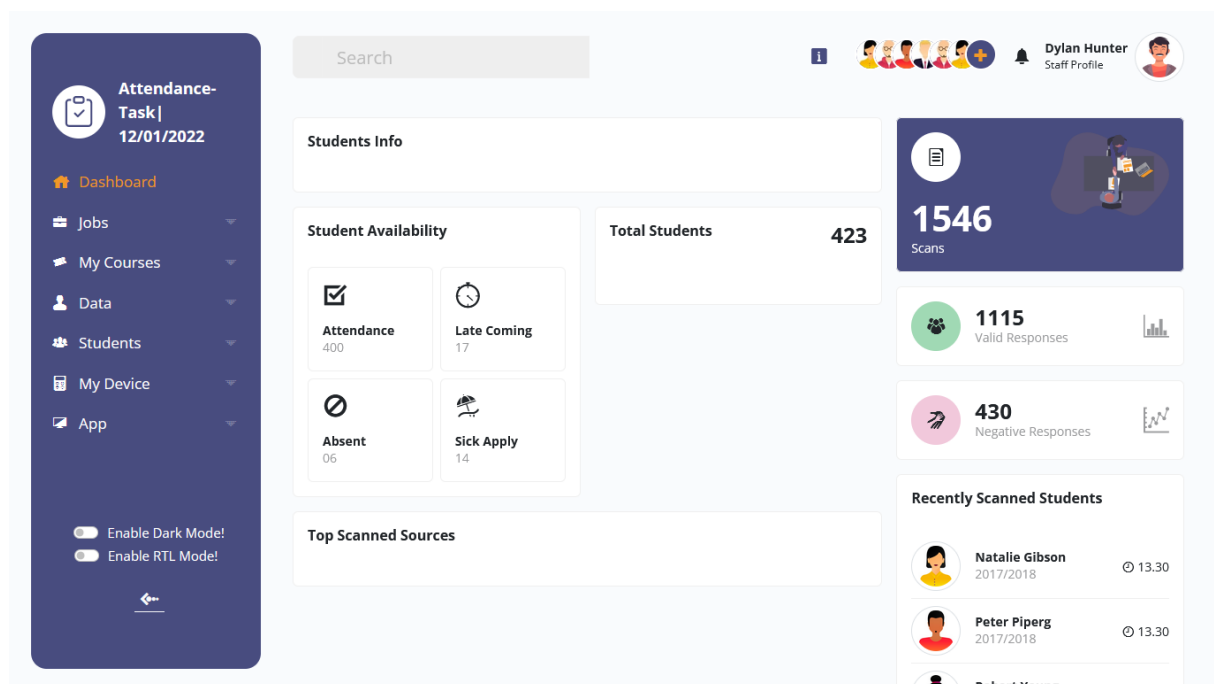 Attendance-
Task|
12/01/2022
Dashboard
Jobs
My Courses
Data
Students
My Device
App
Enable Dark Mode!
Enable RTL Mode!
Search
i
Dylan Hunter
Staff Profile
Students Info
Student Availability
Attendance
400
Late Coming
17
Absent
06
Sick Apply
14
Total Students
423
Top Scanned Sources
1546
Scans
1115
Valid Responses
430
Negative Responses
Recently Scanned Students
Natalie Gibson
2017/2018
13.30
Peter Piperg
2017/2018
13.30